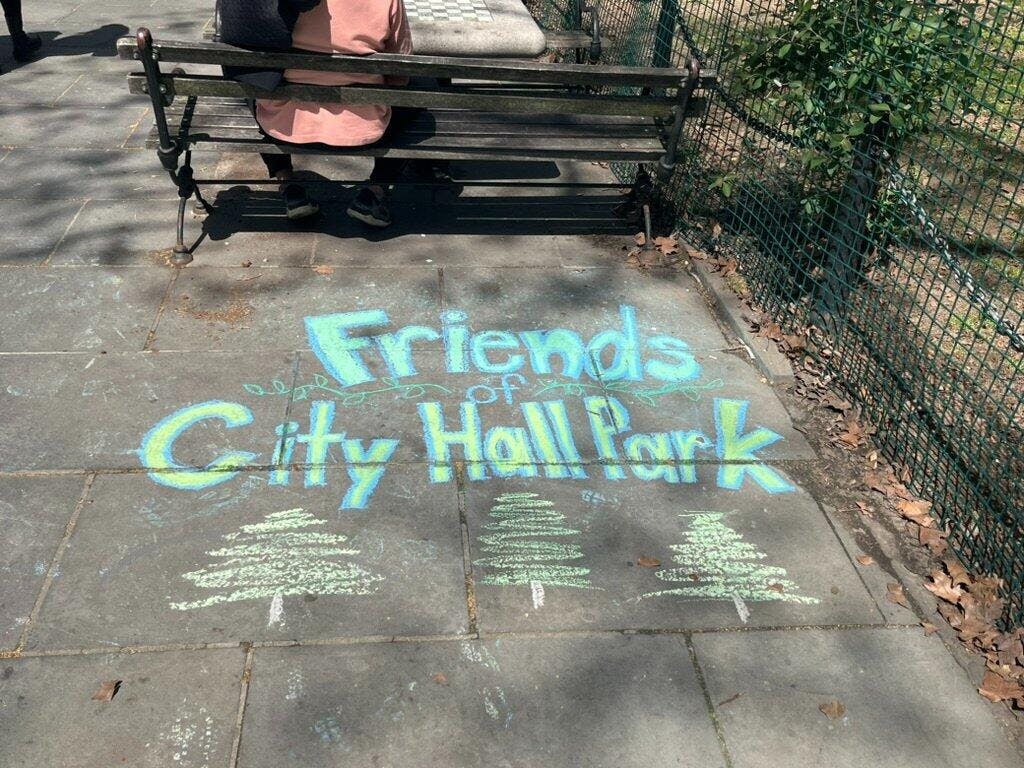 Friends
of
City Hall Park